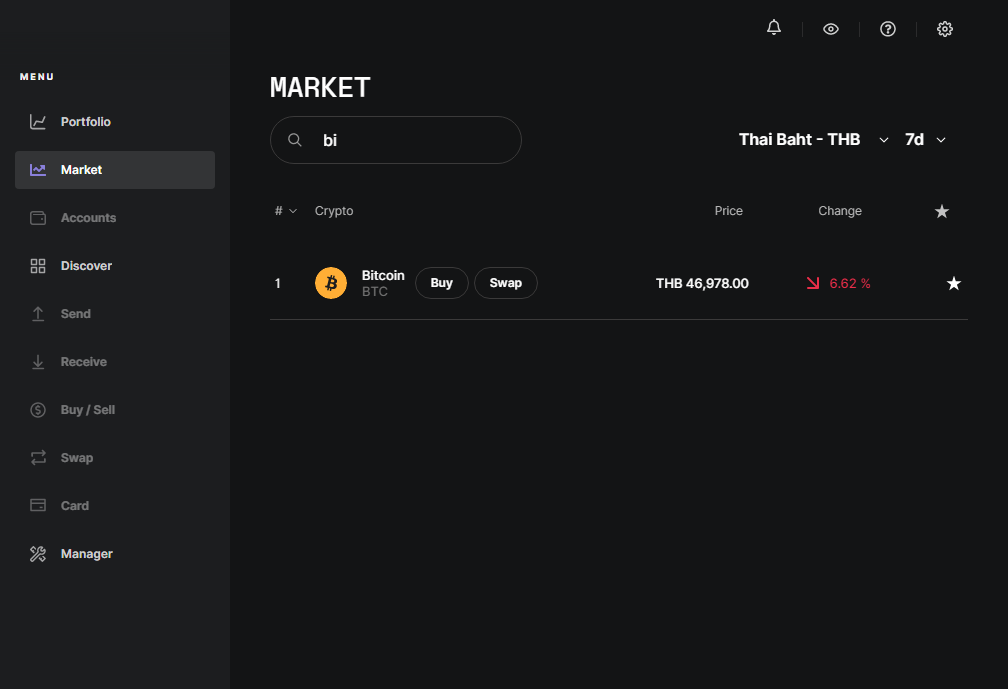 MENU
Portfolio
Market
Accounts
Discover
Send
Receive
Buy / Sell
Swap
Card
Manager
MARKET
bi
Thai Baht - THB
7d
# Crypto Price Change
1 Bitcoin BTC Buy Swap THB 46,978.00 6.62 %